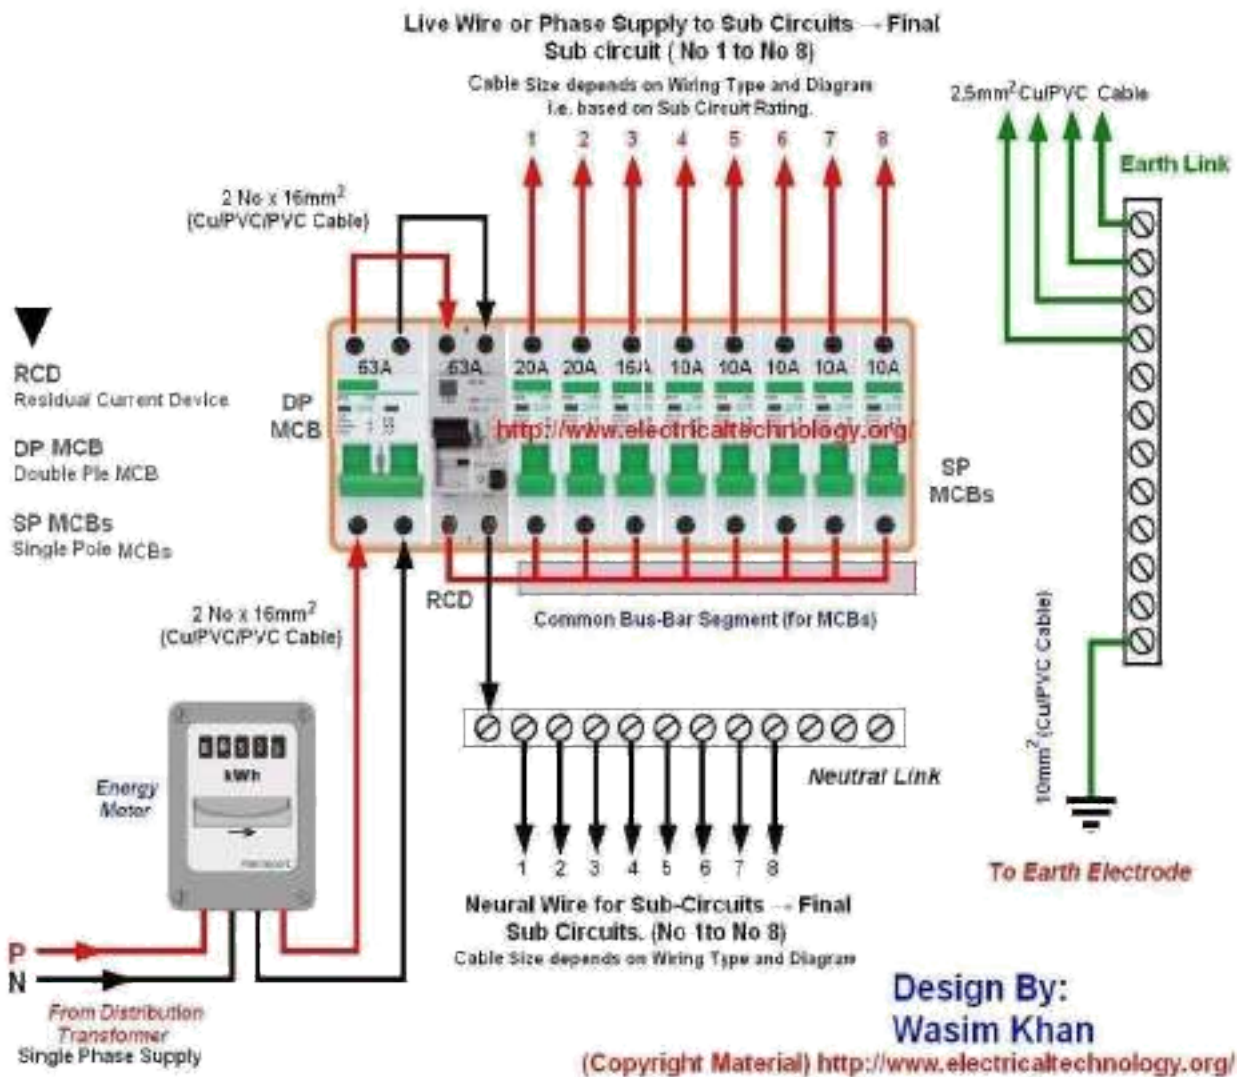 Live Wire or Phase Supply to Sub Circuits → Final
Sub circuit ( No 1 to No 8)
Cable Size depends on Wiring Type and Diagram
i.e. based on Sub Circuit Rating.
1 2 3 4 5 6 7 8
2.5mm² Cu/PVC Cable
Earth Link
2 No x 16mm²
(Cu/PVC/PVC Cable)
RCD
Residual Current Device
DP MCB
Double Ple MCB
SP MCBs
Single Pole MCBs
DP
MCB
63A 63A 20A 20A 16A 10A 10A 10A 10A 10A
http://www.electricaltechnology.org/
SP
MCBs
RCD
Common Bus-Bar Segment (for MCBs)
2 No x 16mm²
(Cu/PVC/PVC Cable)
10mm² (Cu/PVC Cable)
Energy
Meter
kWh
Neutral Link
1 2 3 4 5 6 7 8
Neural Wire for Sub-Circuits → Final
Sub Circuits. (No 1to No 8)
Cable Size depends on Wiring Type and Diagram
To Earth Electrode
P
N
From Distribution
Transformer
Single Phase Supply
Design By:
Wasim Khan
(Copyright Material) http://www.electricaltechnology.org/